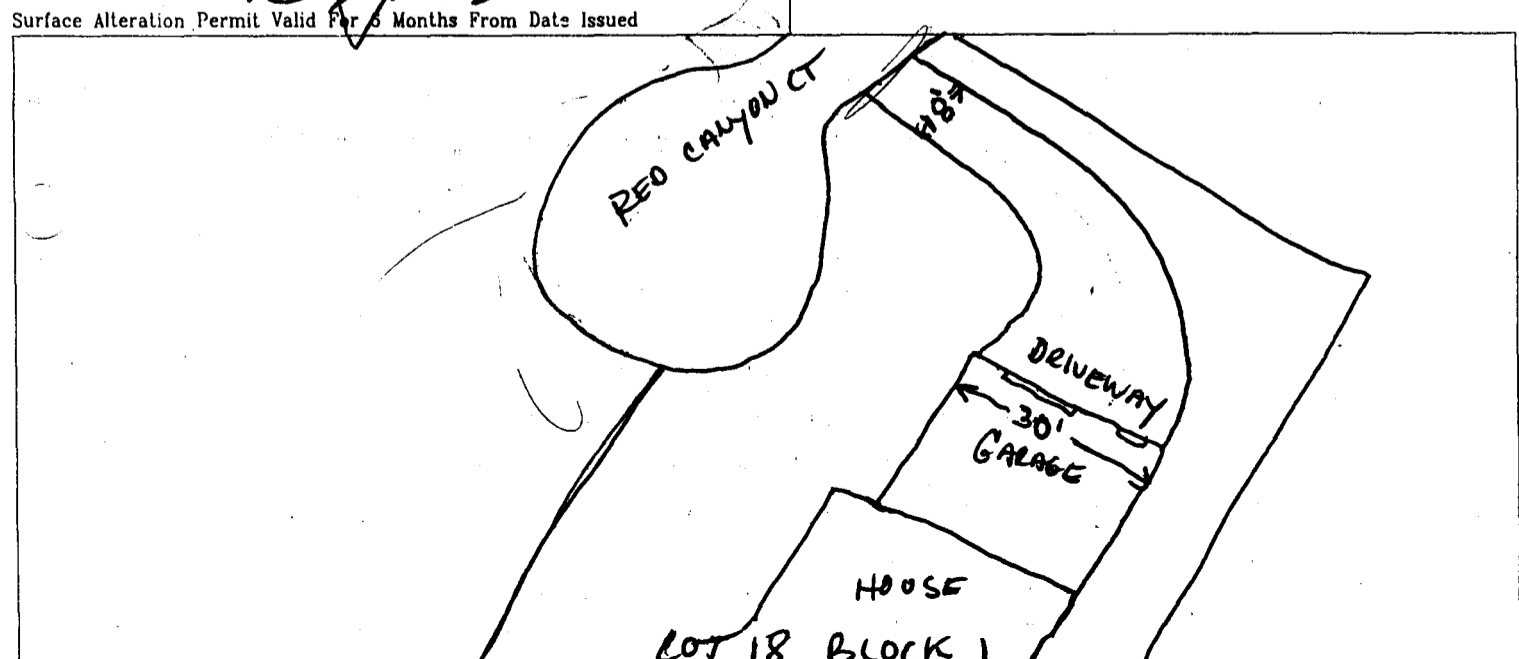 Surface Alteration Permit Valid For 6 Months From Date Issued
RED CANYON CT
DRIVEWAY
30'
GARAGE
HOUSE
LOT 18 BLOCK 1